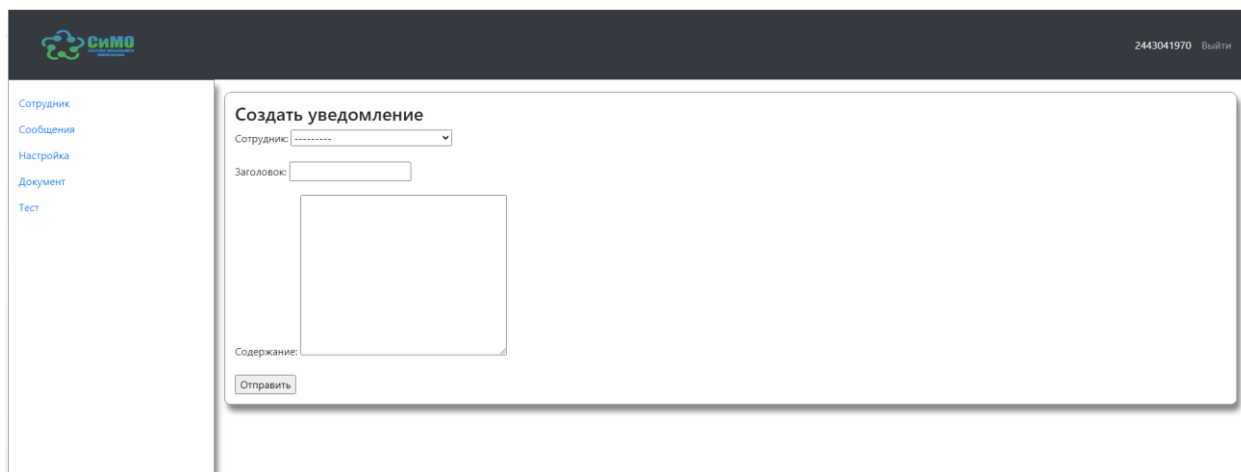 СиМО
2443041970 Выйти
Сотрудник
Сообщения
Настройка
Документ
Тест
Создать уведомление
Сотрудник: ---------
Заголовок:
Содержание:
Отправить